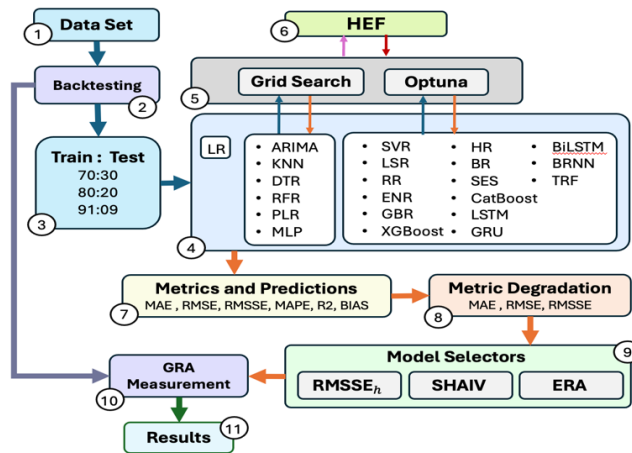 1
Data Set
6
HEF
Backtesting
2
5
Grid Search
Optuna
Train : Test
70:30
80:20
91:09
3
4
LR
• ARIMA
• KNN
• DTR
• RFR
• PLR
• MLP
• SVR
• LSR
• RR
• ENR
• GBR
• XGBoost
• HR
• BR
• SES
• CatBoost
• LSTM
• GRU
• BiLSTM
• BRNN
• TRF
Metrics and Predictions
MAE , RMSE, RMSSE, MAPE, R2, BIAS
7
Metric Degradation
MAE , RMSE, RMSSE
8
Model Selectors
9
RMSSEₕ
SHAIV
ERA
GRA
Measurement
10
Results
11